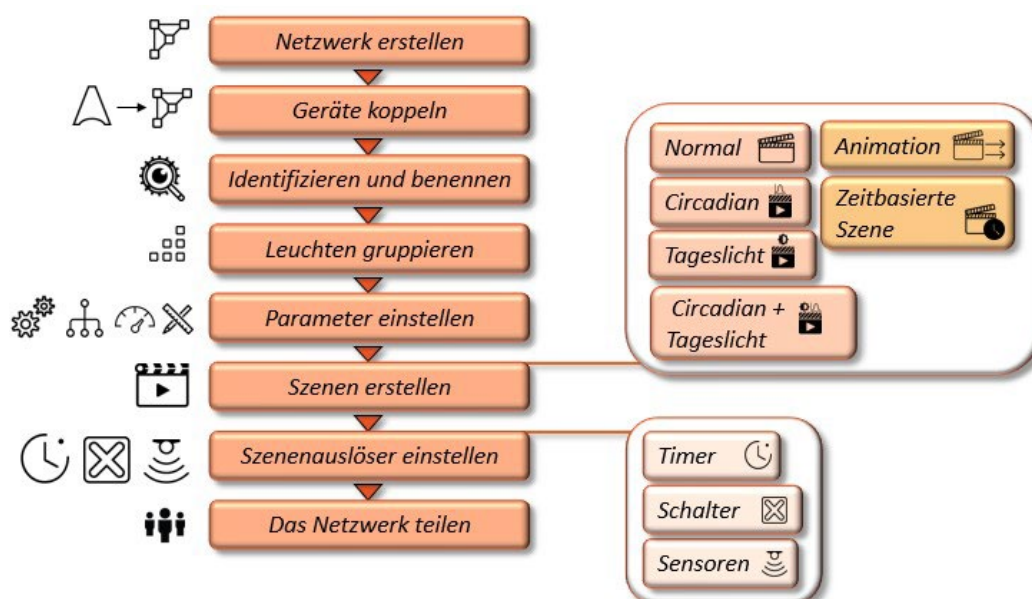 Netzwerk erstellen
Geräte koppeln
Identifizieren und benennen
Leuchten gruppieren
Parameter einstellen
Szenen erstellen
Szenenauslöser einstellen
Das Netzwerk teilen
Normal
Circadian
Tageslicht
Circadian +
Tageslicht
Animation
Zeitbasierte
Szene
Timer
Schalter
Sensoren